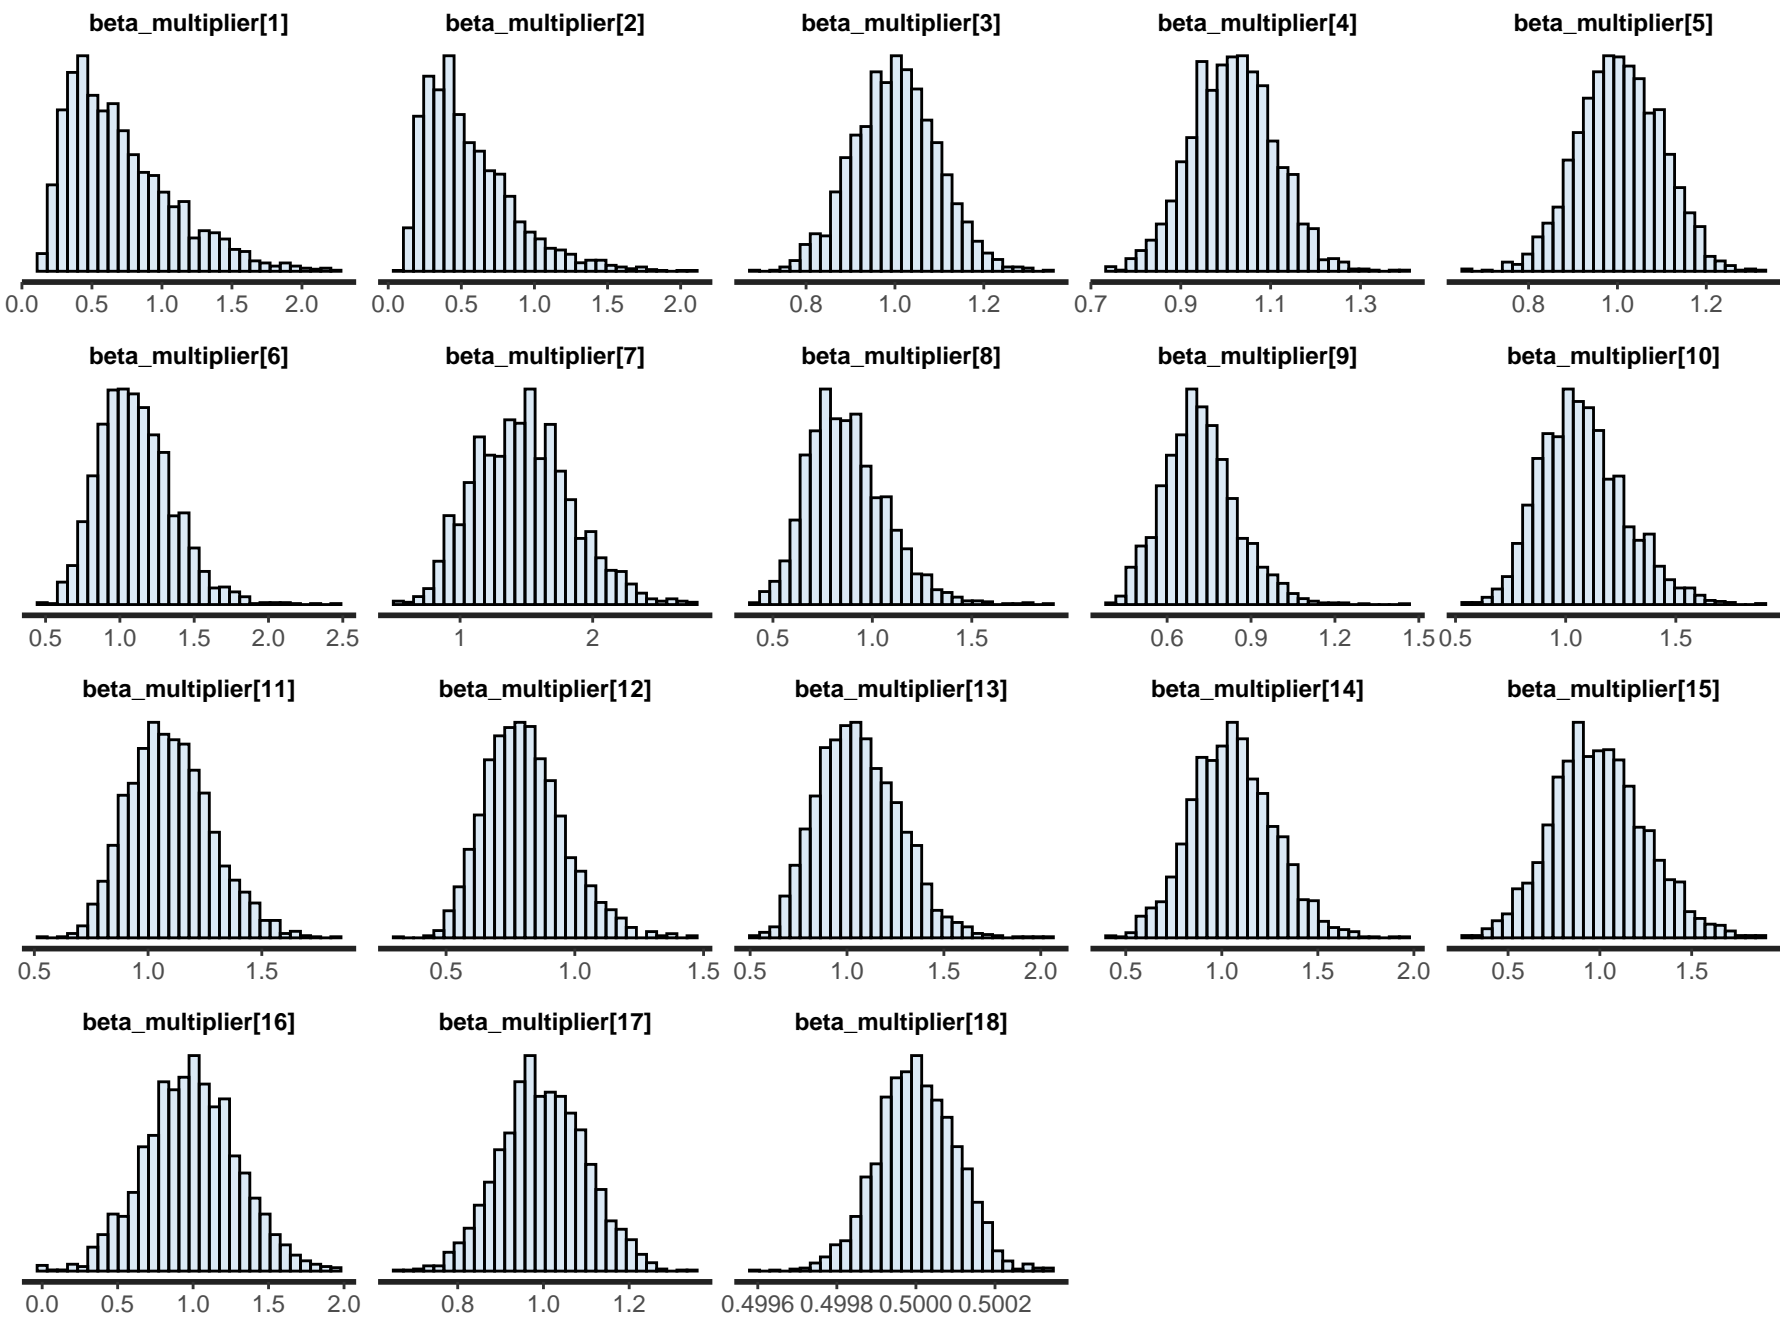 beta_multiplier[1] beta_multiplier[2] beta_multiplier[3] beta_multiplier[4] beta_multiplier[5]
0.0 0.5 1.0 1.5 2.0 0.0 0.5 1.0 1.5 2.0 0.8 1.0 1.2 0.7 0.9 1.1 1.3 0.8 1.0 1.2
beta_multiplier[6] beta_multiplier[7] beta_multiplier[8] beta_multiplier[9] beta_multiplier[10]
0.5 1.0 1.5 2.0 2.5 1 2 0.5 1.0 1.5 0.6 0.9 1.2 1.5 0.5 1.0 1.5
beta_multiplier[11] beta_multiplier[12] beta_multiplier[13] beta_multiplier[14] beta_multiplier[15]
0.5 1.0 1.5 0.5 1.0 1.5 0.5 1.0 1.5 2.0 0.5 1.0 1.5 2.0 0.5 1.0 1.5
beta_multiplier[16] beta_multiplier[17] beta_multiplier[18]
0.0 0.5 1.0 1.5 2.0 0.8 1.0 1.2 0.4996 0.4998 0.5000 0.5002